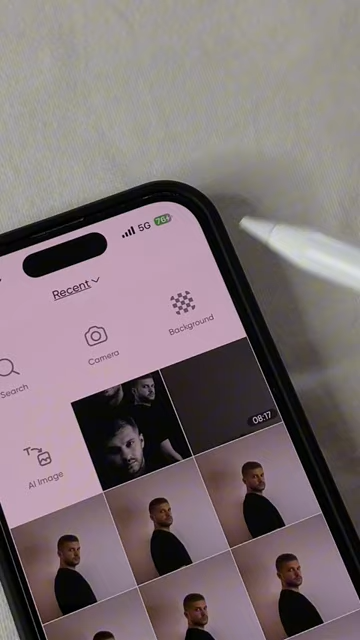 5G 76
Recent
Search
Camera
Background
AI Image
08:17